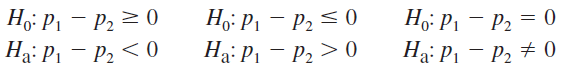 H₀: p₁ − p₂ ≥ 0 H₀: p₁ − p₂ ≤ 0 H₀: p₁ − p₂ = 0
Hₐ: p₁ − p₂ < 0 Hₐ: p₁ − p₂ > 0 Hₐ: p₁ − p₂ ≠ 0